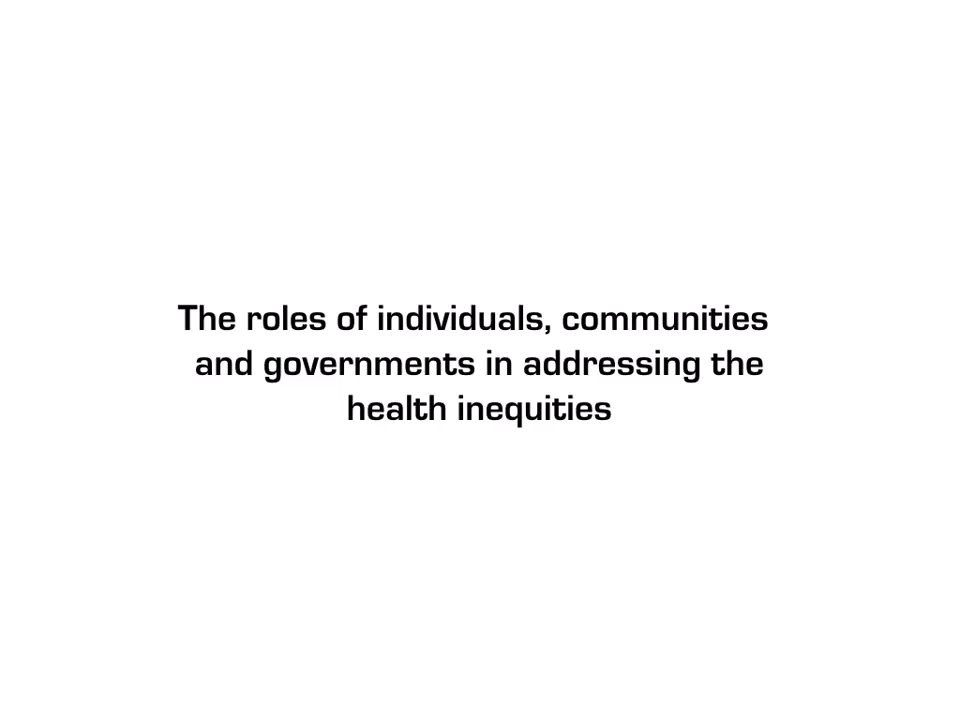 The roles of individuals, communities
and governments in addressing the
health inequities